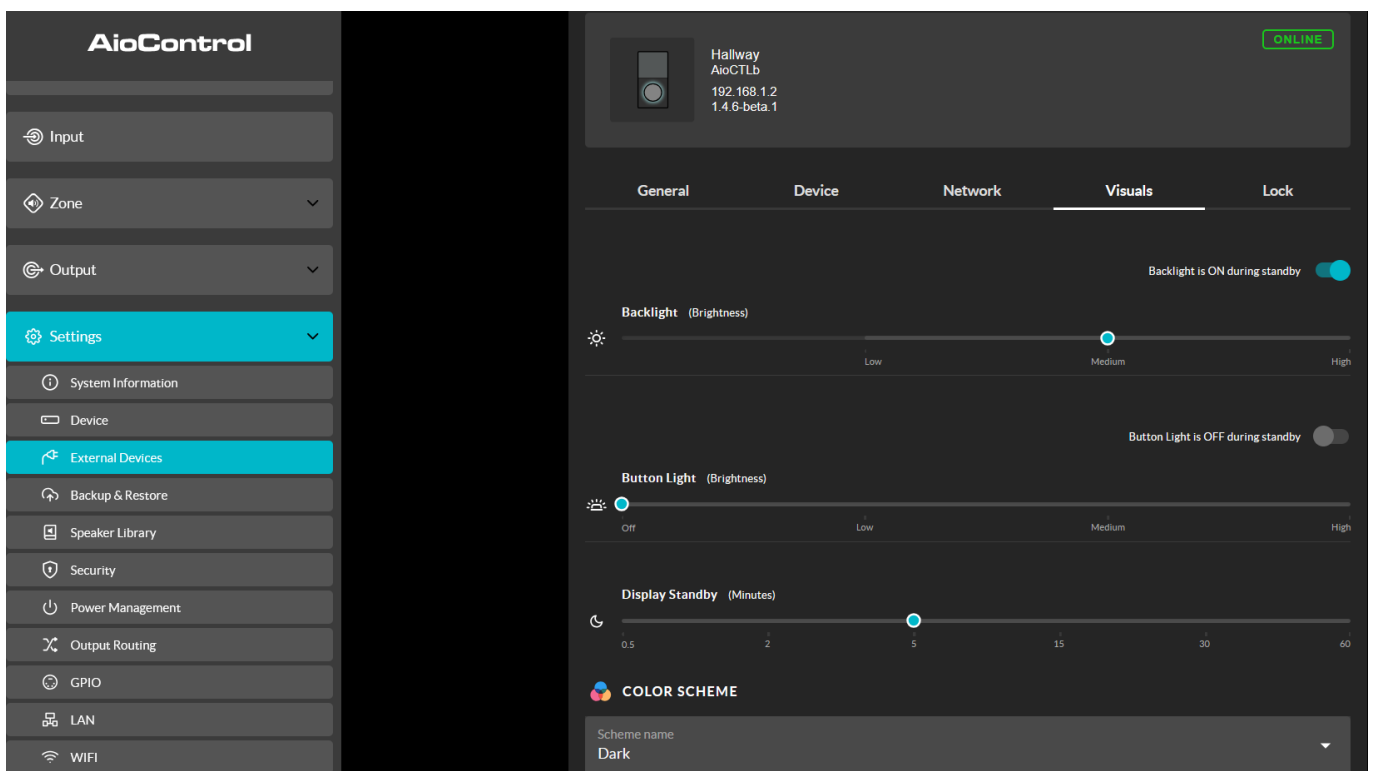 AioControl
Input
Zone
Output
Settings
System Information
Device
External Devices
Backup & Restore
Speaker Library
Security
Power Management
Output Routing
GPIO
LAN
WIFI
Hallway
AioCTLb
192.168.1.2
1.4.6-beta.1
ONLINE
General Device Network Visuals Lock
Backlight is ON during standby
Backlight (Brightness)
Low Medium High
Button Light is OFF during standby
Button Light (Brightness)
Off Low Medium High
Display Standby (Minutes)
0.5 2 5 15 30 60
COLOR SCHEME
Scheme name
Dark